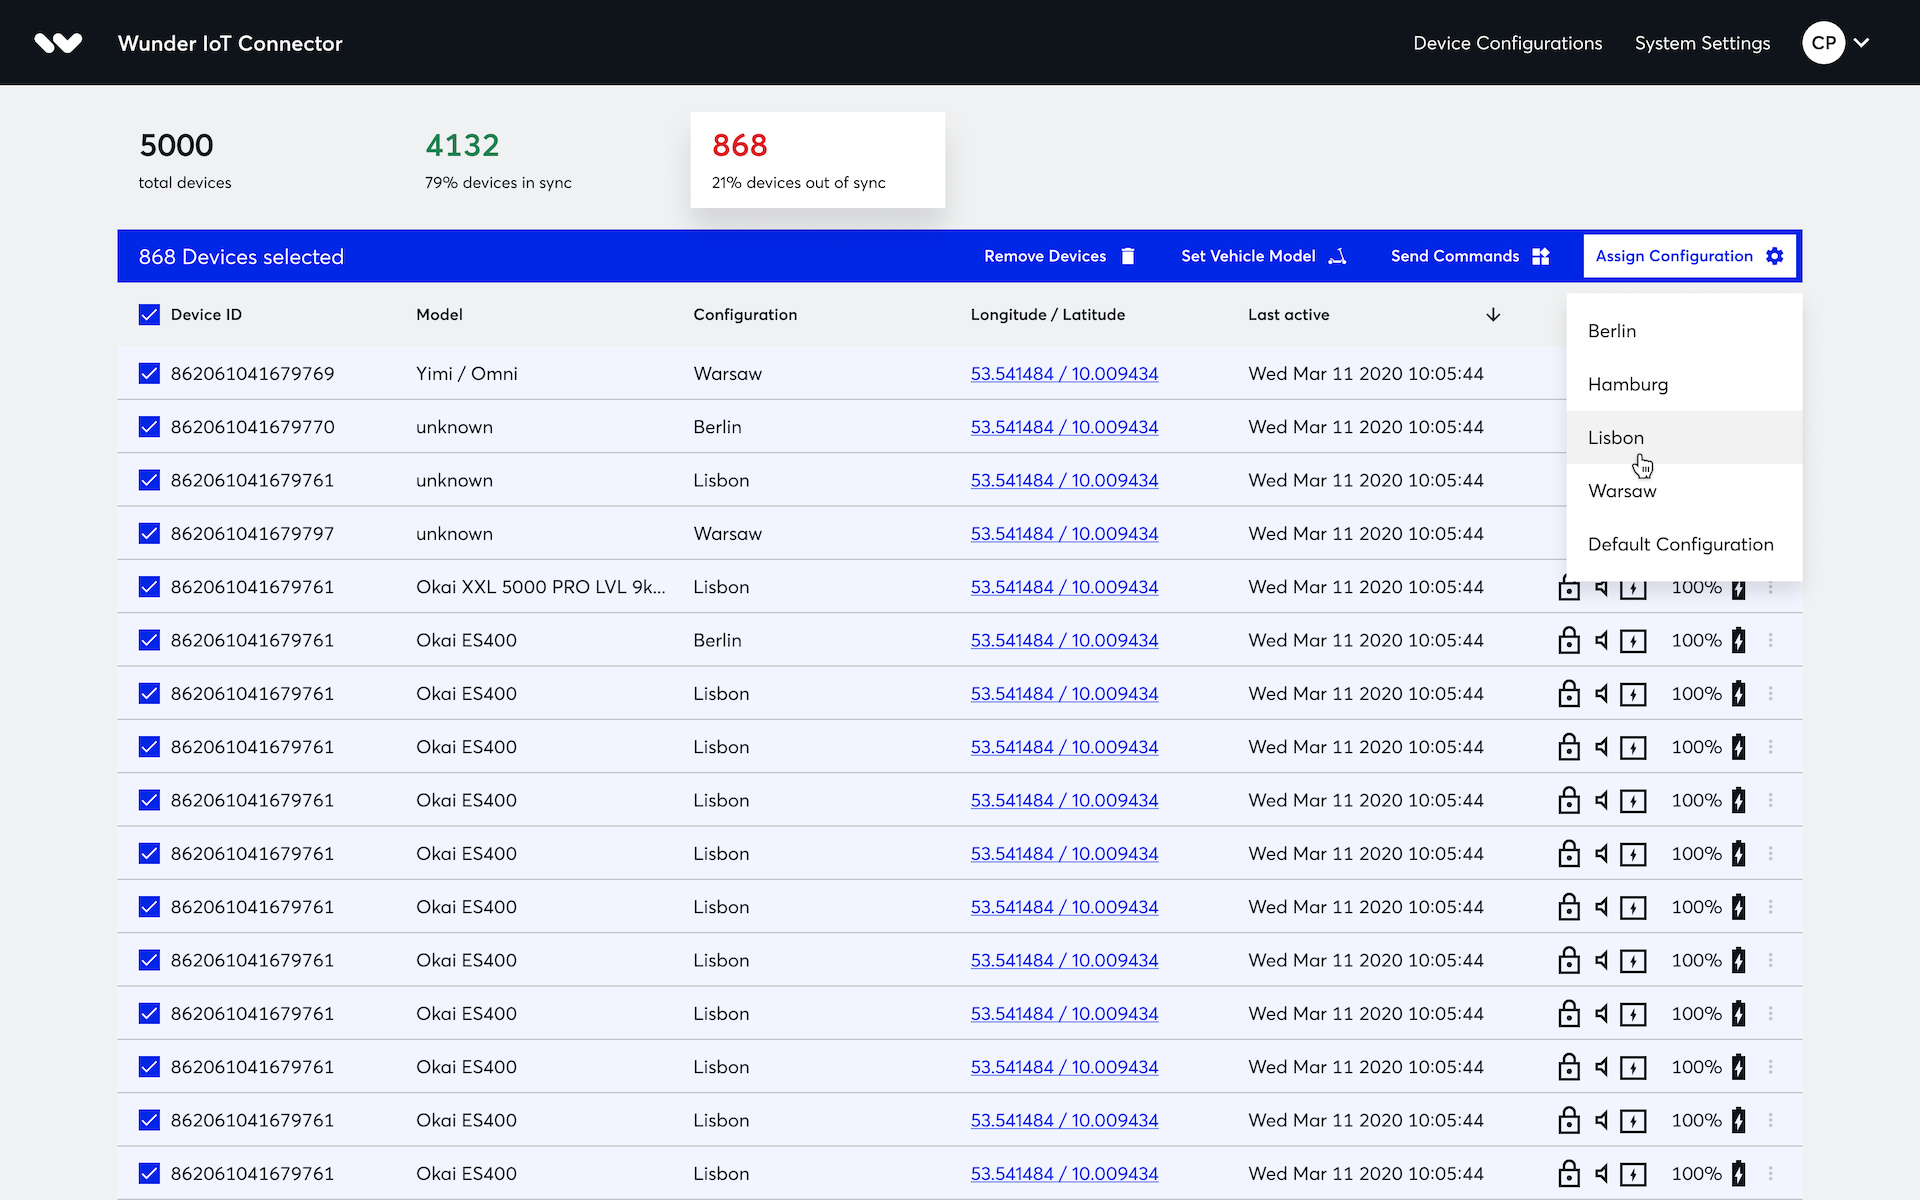 Wunder IoT Connector
Device Configurations
System Settings
CP
5000
total devices
4132
79% devices in sync
868
21% devices out of sync
868 Devices selected
Remove Devices
Set Vehicle Model
Send Commands
Assign Configuration
Device ID Model Configuration Longitude / Latitude Last active
862061041679769 Yimi / Omni Warsaw 53.541484 / 10.009434 Wed Mar 11 2020 10:05:44
862061041679770 unknown Berlin 53.541484 / 10.009434 Wed Mar 11 2020 10:05:44
862061041679761 unknown Lisbon 53.541484 / 10.009434 Wed Mar 11 2020 10:05:44
862061041679797 unknown Warsaw 53.541484 / 10.009434 Wed Mar 11 2020 10:05:44
Berlin
Hamburg
Lisbon
Warsaw
Default Configuration
862061041679761 Okai XXL 5000 PRO LVL 9k... Lisbon 53.541484 / 10.009434 Wed Mar 11 2020 10:05:44 100%
862061041679761 Okai ES400 Berlin 53.541484 / 10.009434 Wed Mar 11 2020 10:05:44 100%
862061041679761 Okai ES400 Lisbon 53.541484 / 10.009434 Wed Mar 11 2020 10:05:44 100%
862061041679761 Okai ES400 Lisbon 53.541484 / 10.009434 Wed Mar 11 2020 10:05:44 100%
862061041679761 Okai ES400 Lisbon 53.541484 / 10.009434 Wed Mar 11 2020 10:05:44 100%
862061041679761 Okai ES400 Lisbon 53.541484 / 10.009434 Wed Mar 11 2020 10:05:44 100%
862061041679761 Okai ES400 Lisbon 53.541484 / 10.009434 Wed Mar 11 2020 10:05:44 100%
862061041679761 Okai ES400 Lisbon 53.541484 / 10.009434 Wed Mar 11 2020 10:05:44 100%
862061041679761 Okai ES400 Lisbon 53.541484 / 10.009434 Wed Mar 11 2020 10:05:44 100%
862061041679761 Okai ES400 Lisbon 53.541484 / 10.009434 Wed Mar 11 2020 10:05:44 100%
862061041679761 Okai ES400 Lisbon 53.541484 / 10.009434 Wed Mar 11 2020 10:05:44 100%
862061041679761 Okai ES400 Lisbon 53.541484 / 10.009434 Wed Mar 11 2020 10:05:44 100%